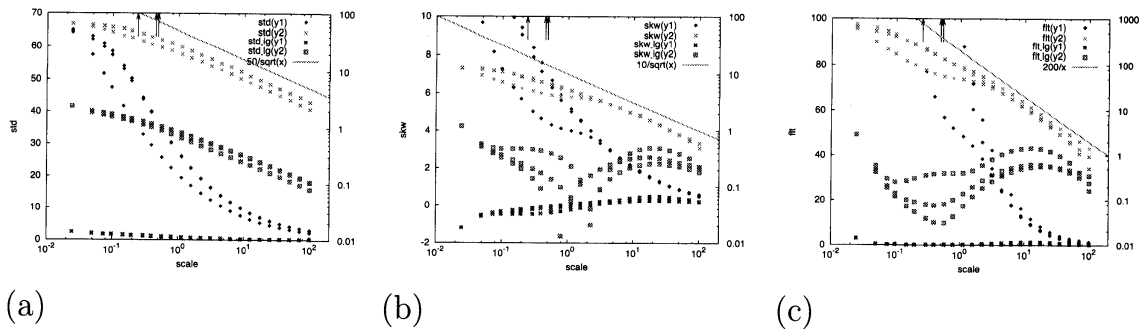 std(y1)
std(y2)
std_lg(y1)
std_lg(y2)
50/sqrt(x)
70
60
50
40
30
20
10
0
100
10
1
0.1
0.01
std
10^-2 10^-1 10^0 10^1 10^2
scale
(a)
skw(y1)
skw(y2)
skw_lg(y1)
skw_lg(y2)
10/sqrt(x)
10
8
6
4
2
0
-2
100
10
1
0.1
0.01
skw
10^-2 10^-1 10^0 10^1 10^2
scale
(b)
flt(y1)
flt(y2)
flt_lg(y1)
flt_lg(y2)
200/x
100
80
60
40
20
0
1000
100
10
1
0.1
0.01
flt
10^-2 10^-1 10^0 10^1 10^2
scale
(c)